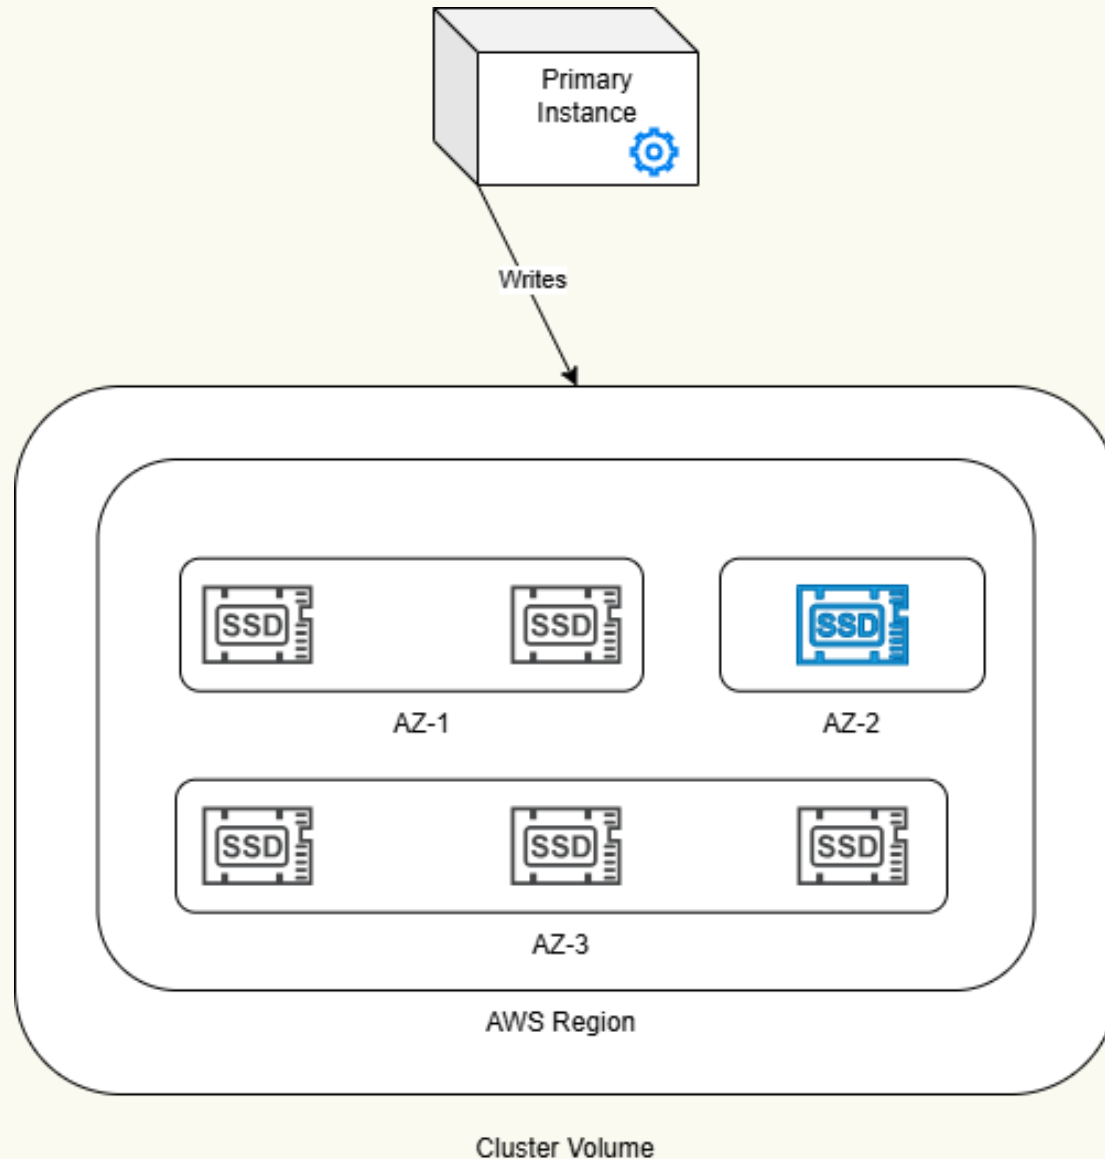 Primary
Instance
Writes
SSD
SSD
SSD
AZ-1
AZ-2
SSD
SSD
SSD
AZ-3
AWS Region
Cluster Volume